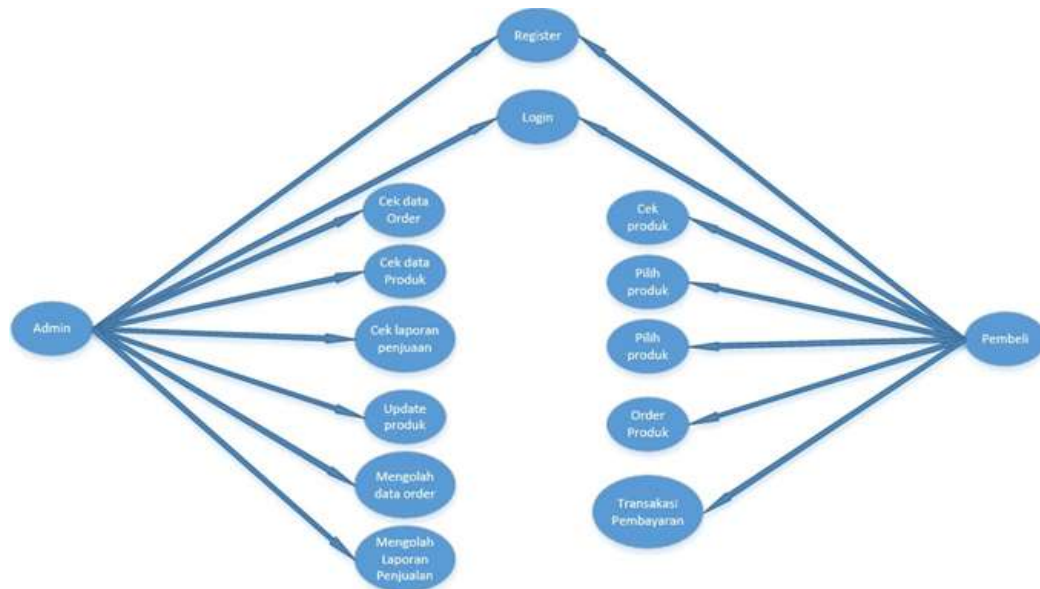 Register
Login
Cek data
Order
Cek data
Produk
Admin
Cek laporan
penjuaan
Update
produk
Mengolah
data order
Mengolah
Laporan
Penjualan
Cek
produk
Pilih
produk
Pilih
produk
Pembeli
Order
Produk
Transakasi
Pembayaran